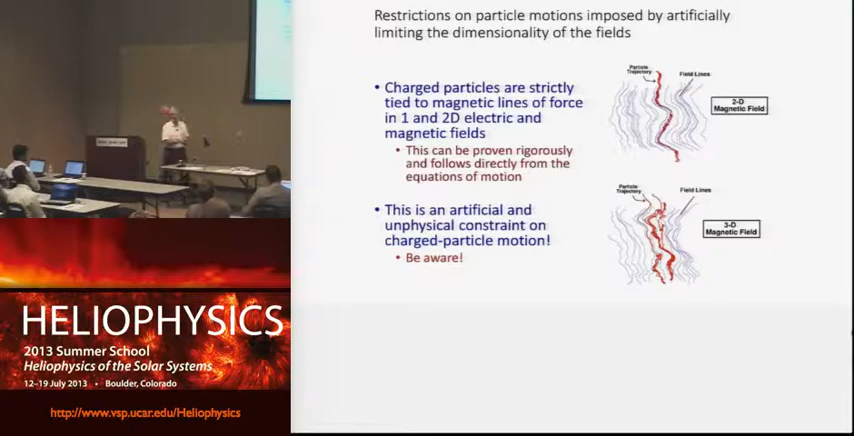 Restrictions on particle motions imposed by artificially
limiting the dimensionality of the fields
• Charged particles are strictly
tied to magnetic lines of force
in 1 and 2D electric and
magnetic fields
• This can be proven rigorously
and follows directly from the
equations of motion
• This is an artificial and
unphysical constraint on
charged-particle motion!
• Be aware!
Particle
Trajectory
Field Lines
2-D
Magnetic Field
Particle
Trajectory
Field Lines
3-D
Magnetic Field
HELIOPHYSICS
2013 Summer School
Heliophysics of the Solar Systems
12–19 July 2013 • Boulder, Colorado
http://www.vsp.ucar.edu/Heliophysics